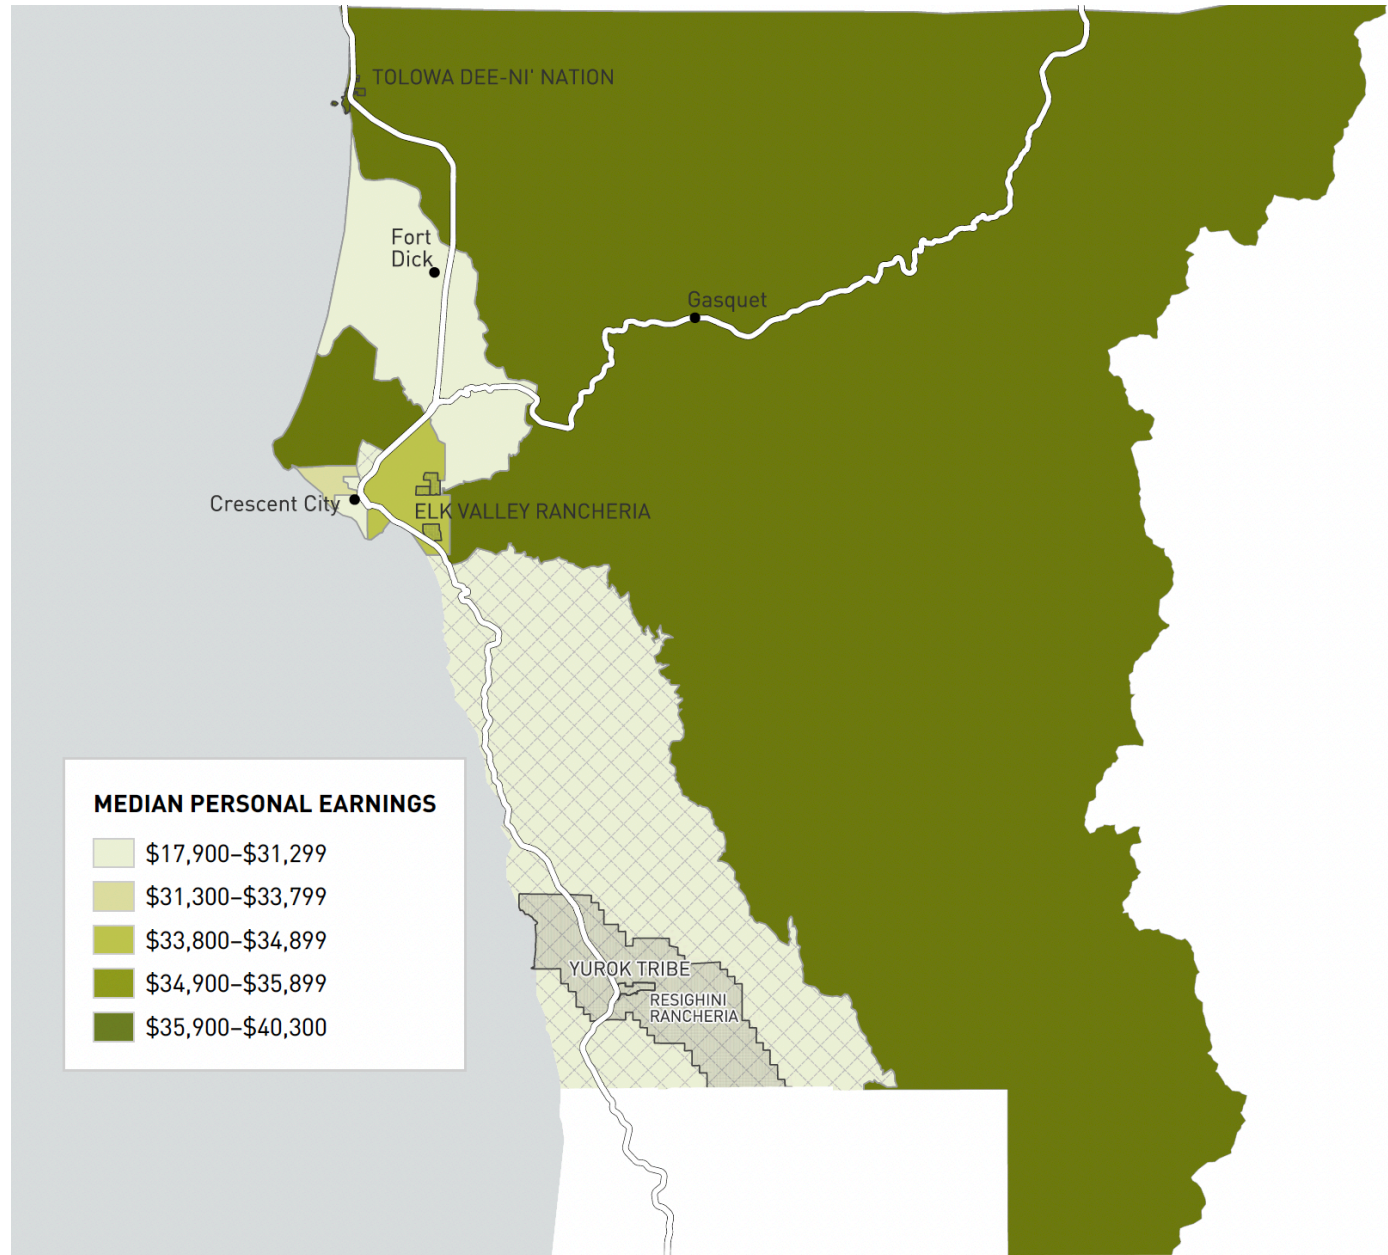 TOLOWA DEE-NI' NATION
Fort
Dick
Gasquet
Crescent City
ELK VALLEY RANCHERIA
MEDIAN PERSONAL EARNINGS
$17,900–$31,299
$31,300–$33,799
$33,800–$34,899
$34,900–$35,899
$35,900–$40,300
YUROK TRIBE
RESIGHINI
RANCHERIA